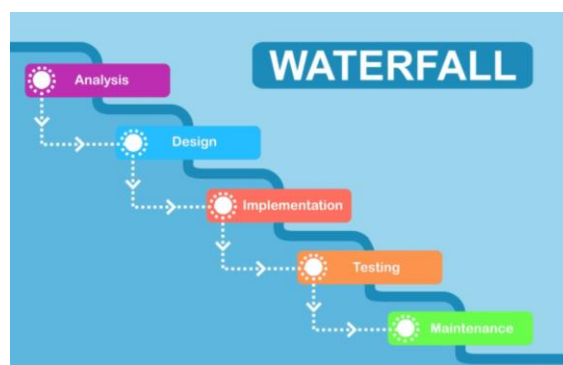 WATERFALL
Analysis
Design
Implementation
Testing
Maintenance